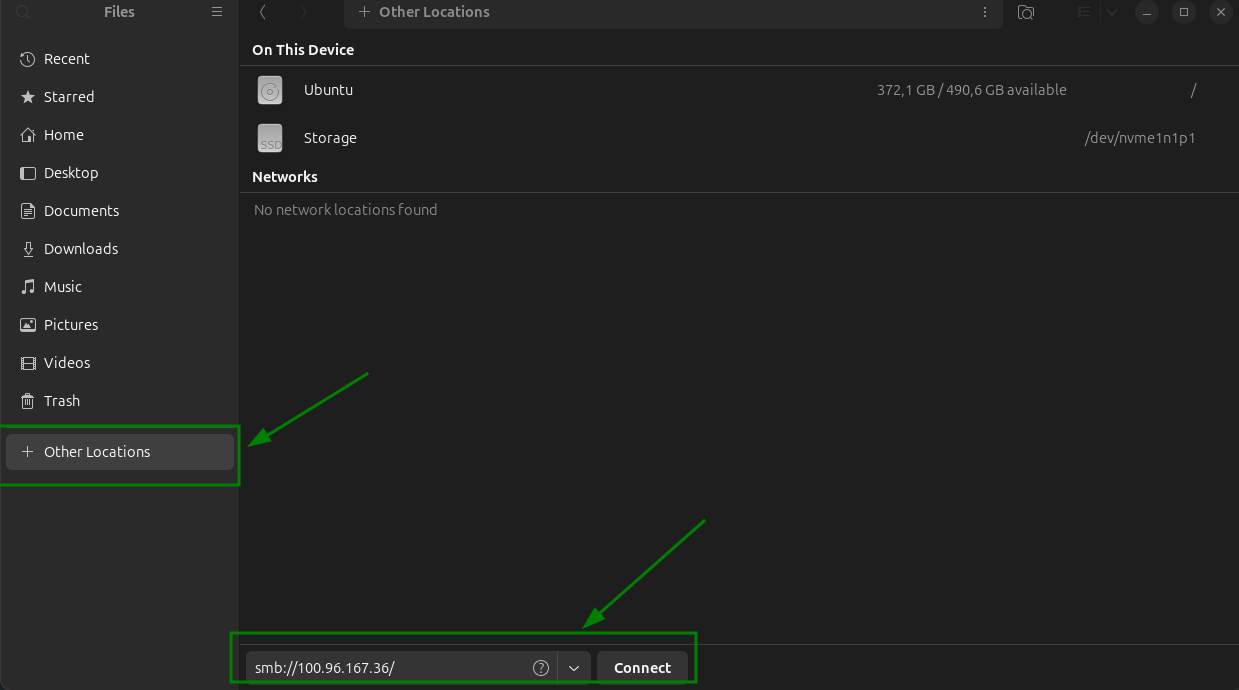 Files
Other Locations
Recent
Starred
Home
Desktop
Documents
Downloads
Music
Pictures
Videos
Trash
Other Locations
On This Device
Ubuntu 372,1 GB / 490,6 GB available /
SSD Storage /dev/nvme1n1p1
Networks
No network locations found
smb://100.96.167.36/ ? Connect